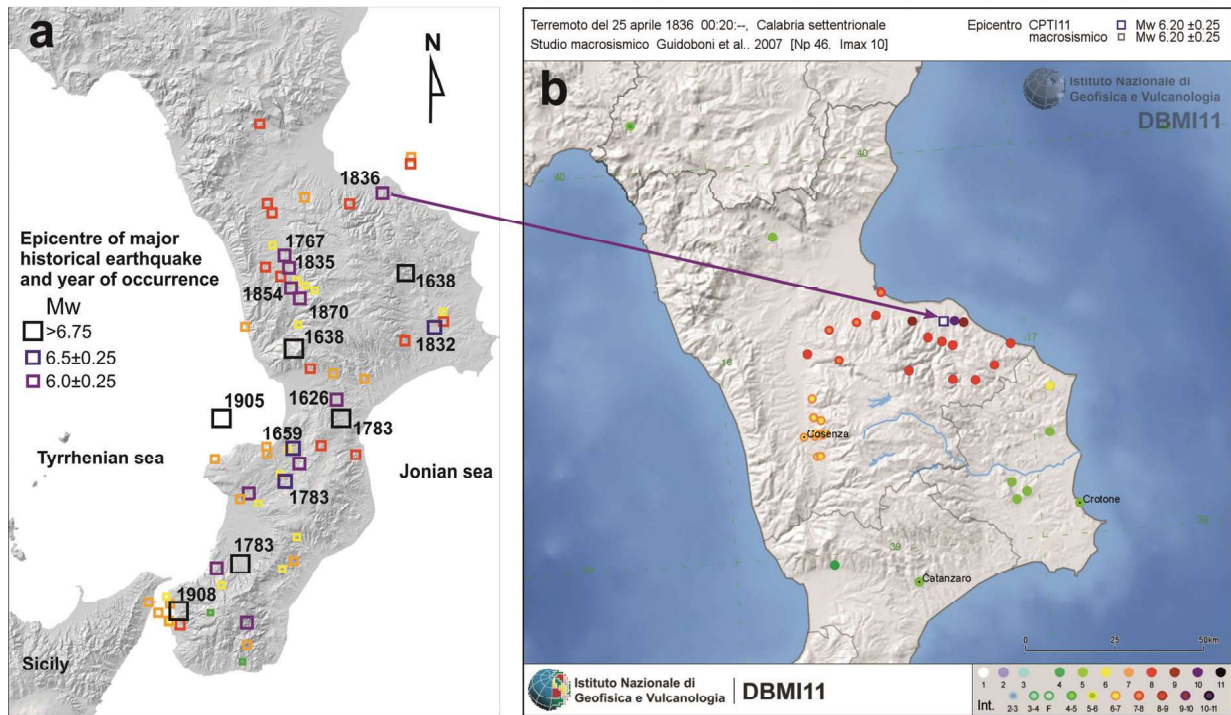 a
N
1836
1767
1835
1854
1870
1638
1638
1832
1626
1905
1783
1659
1783
1783
1908
Epicentre of major
historical earthquake
and year of occurrence
Mw
>6.75
6.5±0.25
6.0±0.25
Tyrrhenian sea
Jonian sea
Sicily
Terremoto del 25 aprile 1836 00:20:--, Calabria settentrionale
Studio macrosismico Guidoboni et al.. 2007 [Np 46. Imax 10]
Epicentro CPTI11 Mw 6.20 ±0.25
macrosismico Mw 6.20 ±0.25
b
Istituto Nazionale di
Geofisica e Vulcanologia
DBMI11
40
40
16
17
Cosenza
Crotone
39
Catanzaro
0 25 50km
Istituto Nazionale di
Geofisica e Vulcanologia
DBMI11
1 2 3 4 5 6 7 8 9 10 11
Int. 2-3 3-4 F 4-5 5-6 6-7 7-8 8-9 9-10 10-11